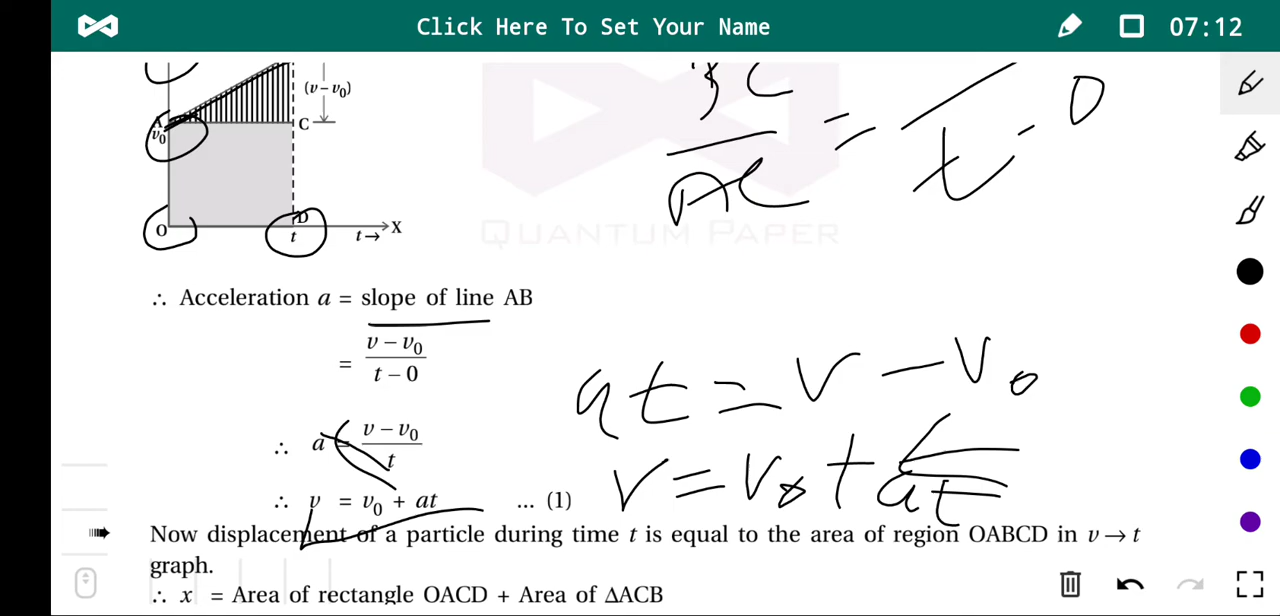 Click Here To Set Your Name 07:12
(v – v₀)
A
v₀
C
O
D
X
t
t→
QUANTUM PAPER
AC
=
t - 0
∴ Acceleration a = slope of line AB
= v – v₀ / t – 0
at = v – v₀
∴ a = v – v₀ / t
v = v₀ + at
∴ v = v₀ + at ... (1)
Now displacement of a particle during time t is equal to the area of region OABCD in v → t
graph.
∴ x = Area of rectangle OACD + Area of ΔACB